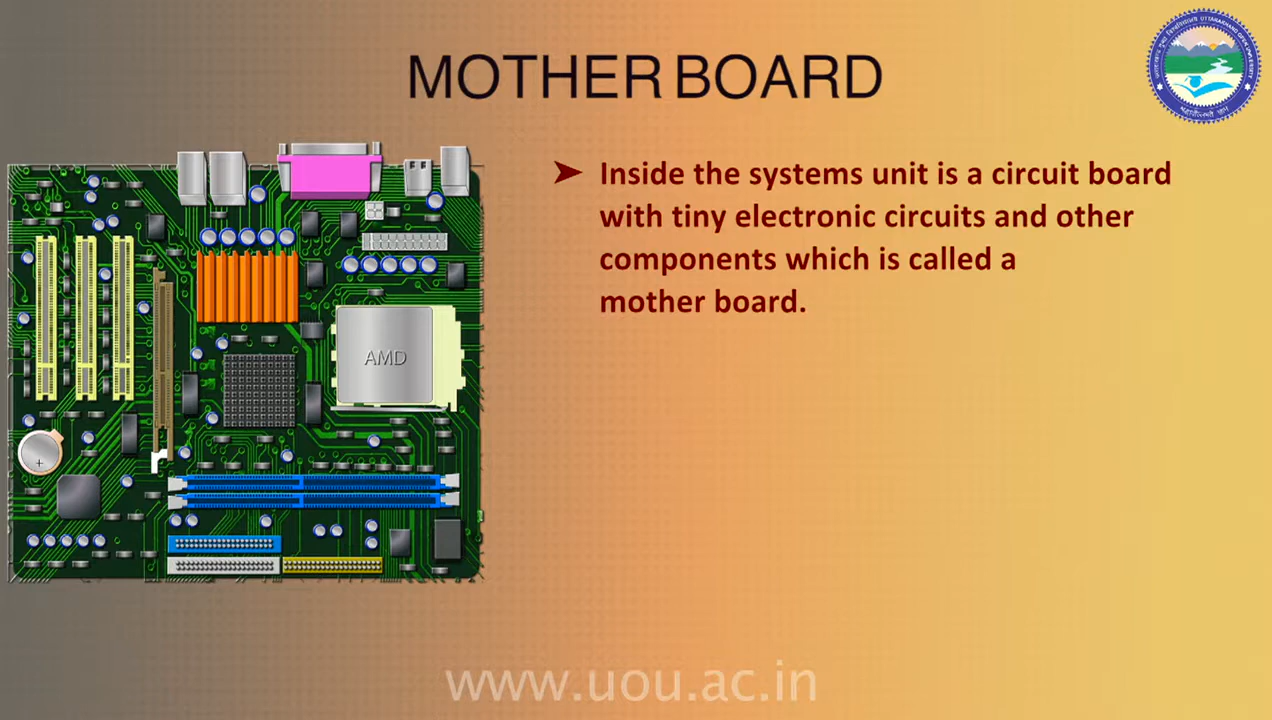 MOTHER BOARD
➤ Inside the systems unit is a circuit board
with tiny electronic circuits and other
components which is called a
mother board.
AMD
+
www.uou.ac.in